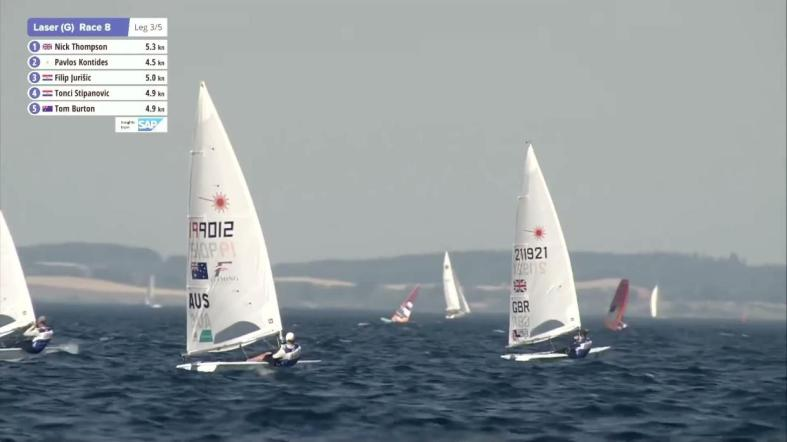 Laser (G) Race B Leg 3/5
1 Nick Thompson 5.3 kn
2 Pavlos Kontides 4.5 kn
3 Filip Jurišic 5.0 kn
4 Tonci Stipanovic 4.9 kn
5 Tom Burton 4.9 kn
Insights from SAP
199012
AUS
211921
GBR